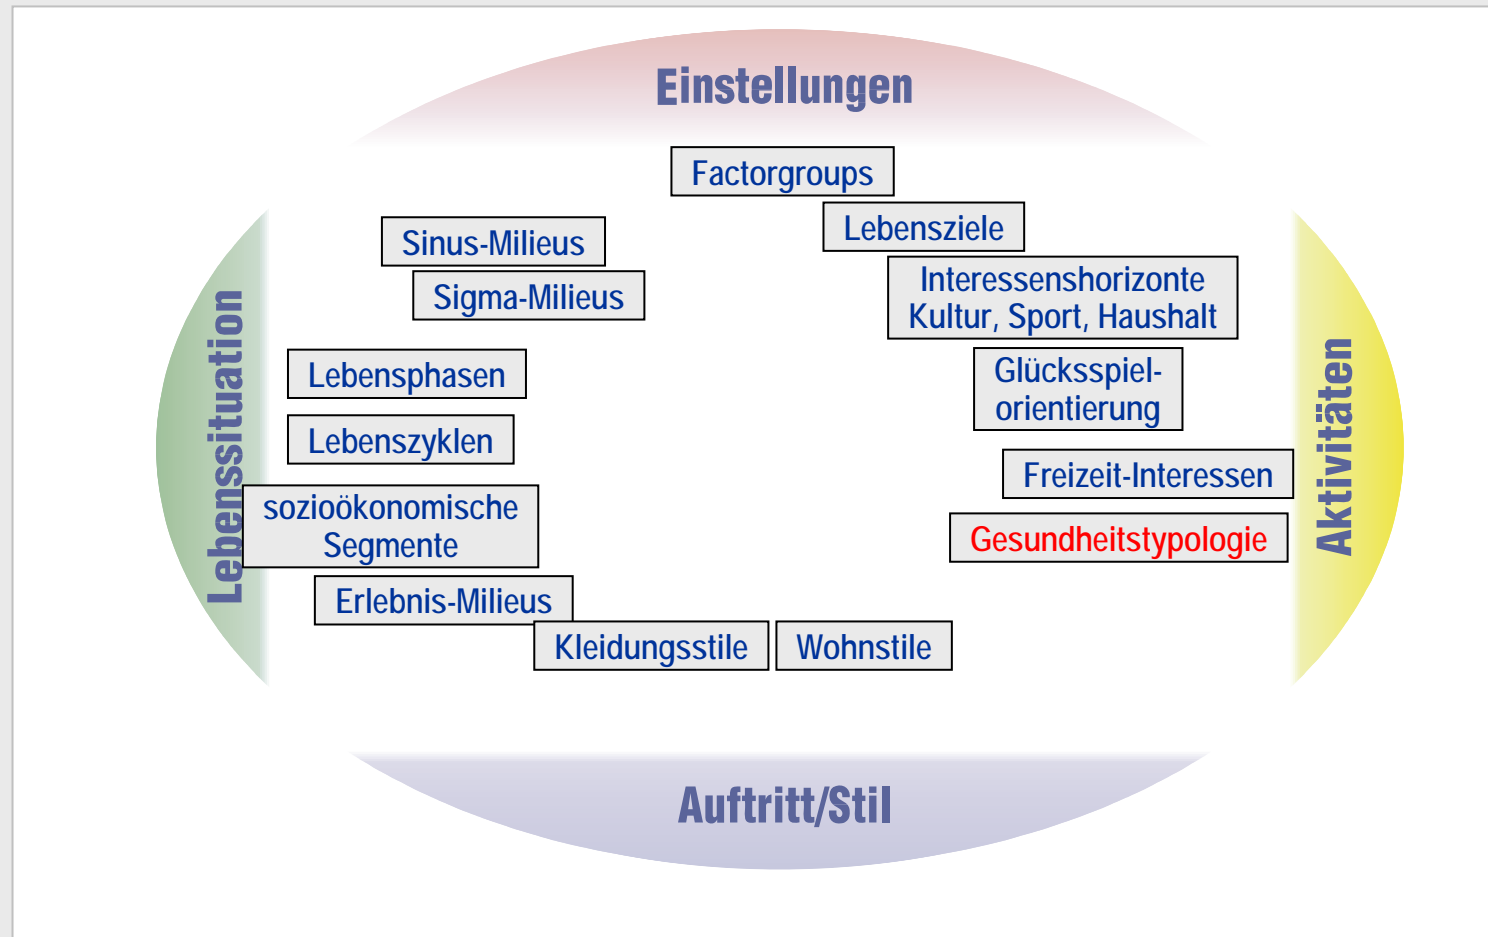 Einstellungen
Factorgroups
Lebensziele
Sinus-Milieus
Sigma-Milieus
Interessenshorizonte
Kultur, Sport, Haushalt
Lebenssituation
Lebensphasen
Glücksspiel-
orientierung
Aktivitäten
Lebenszyklen
Freizeit-Interessen
sozioökonomische
Segmente
Gesundheitstypologie
Erlebnis-Milieus
Kleidungsstile
Wohnstile
Auftritt/Stil